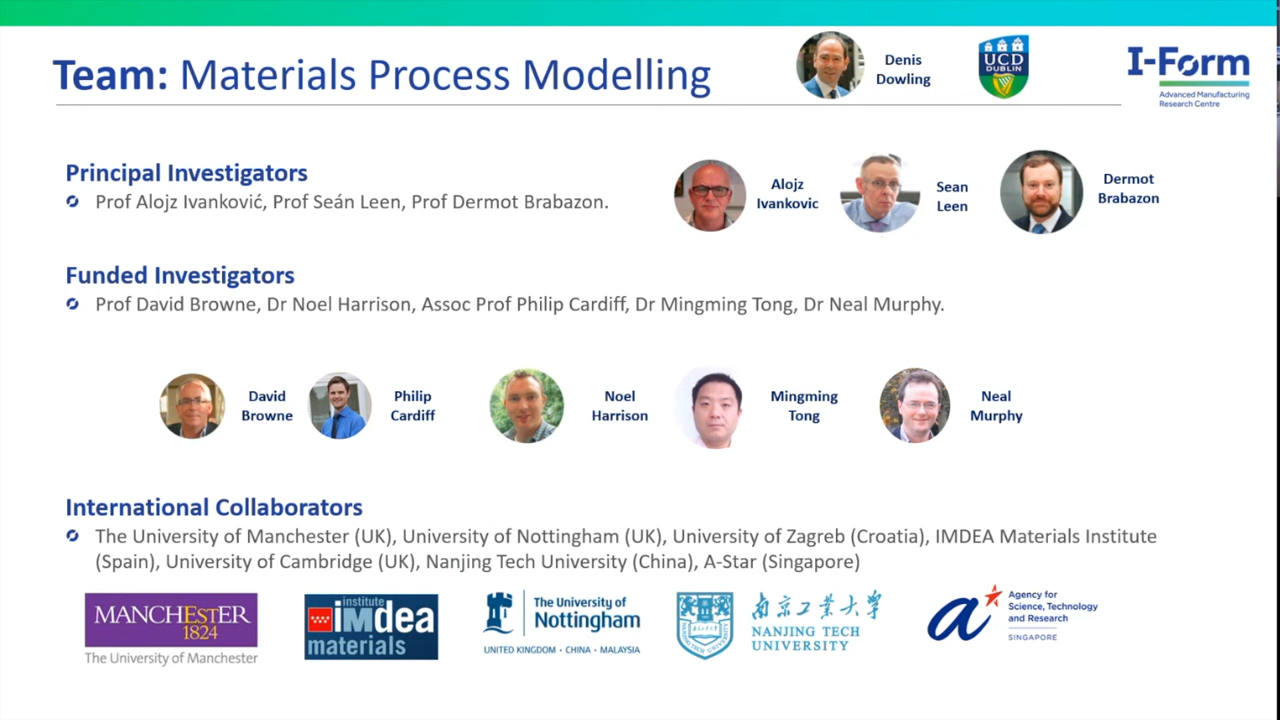 Team: Materials Process Modelling
Denis
Dowling
UCD
DUBLIN
I-Form
Advanced Manufacturing
Research Centre
Principal Investigators
Prof Alojz Ivanković, Prof Seán Leen, Prof Dermot Brabazon.
Alojz
Ivankovic
Sean
Leen
Dermot
Brabazon
Funded Investigators
Prof David Browne, Dr Noel Harrison, Assoc Prof Philip Cardiff, Dr Mingming Tong, Dr Neal Murphy.
David
Browne
Philip
Cardiff
Noel
Harrison
Mingming
Tong
Neal
Murphy
International Collaborators
The University of Manchester (UK), University of Nottingham (UK), University of Zagreb (Croatia), IMDEA Materials Institute
(Spain), University of Cambridge (UK), Nanjing Tech University (China), A-Star (Singapore)
MANCHESTER
1824
The University of Manchester
institute
iMdea
materials
The University of
Nottingham
UNITED KINGDOM · CHINA · MALAYSIA
南京工业大学
NANJING TECH
UNIVERSITY
Agency for
Science, Technology
and Research
SINGAPORE